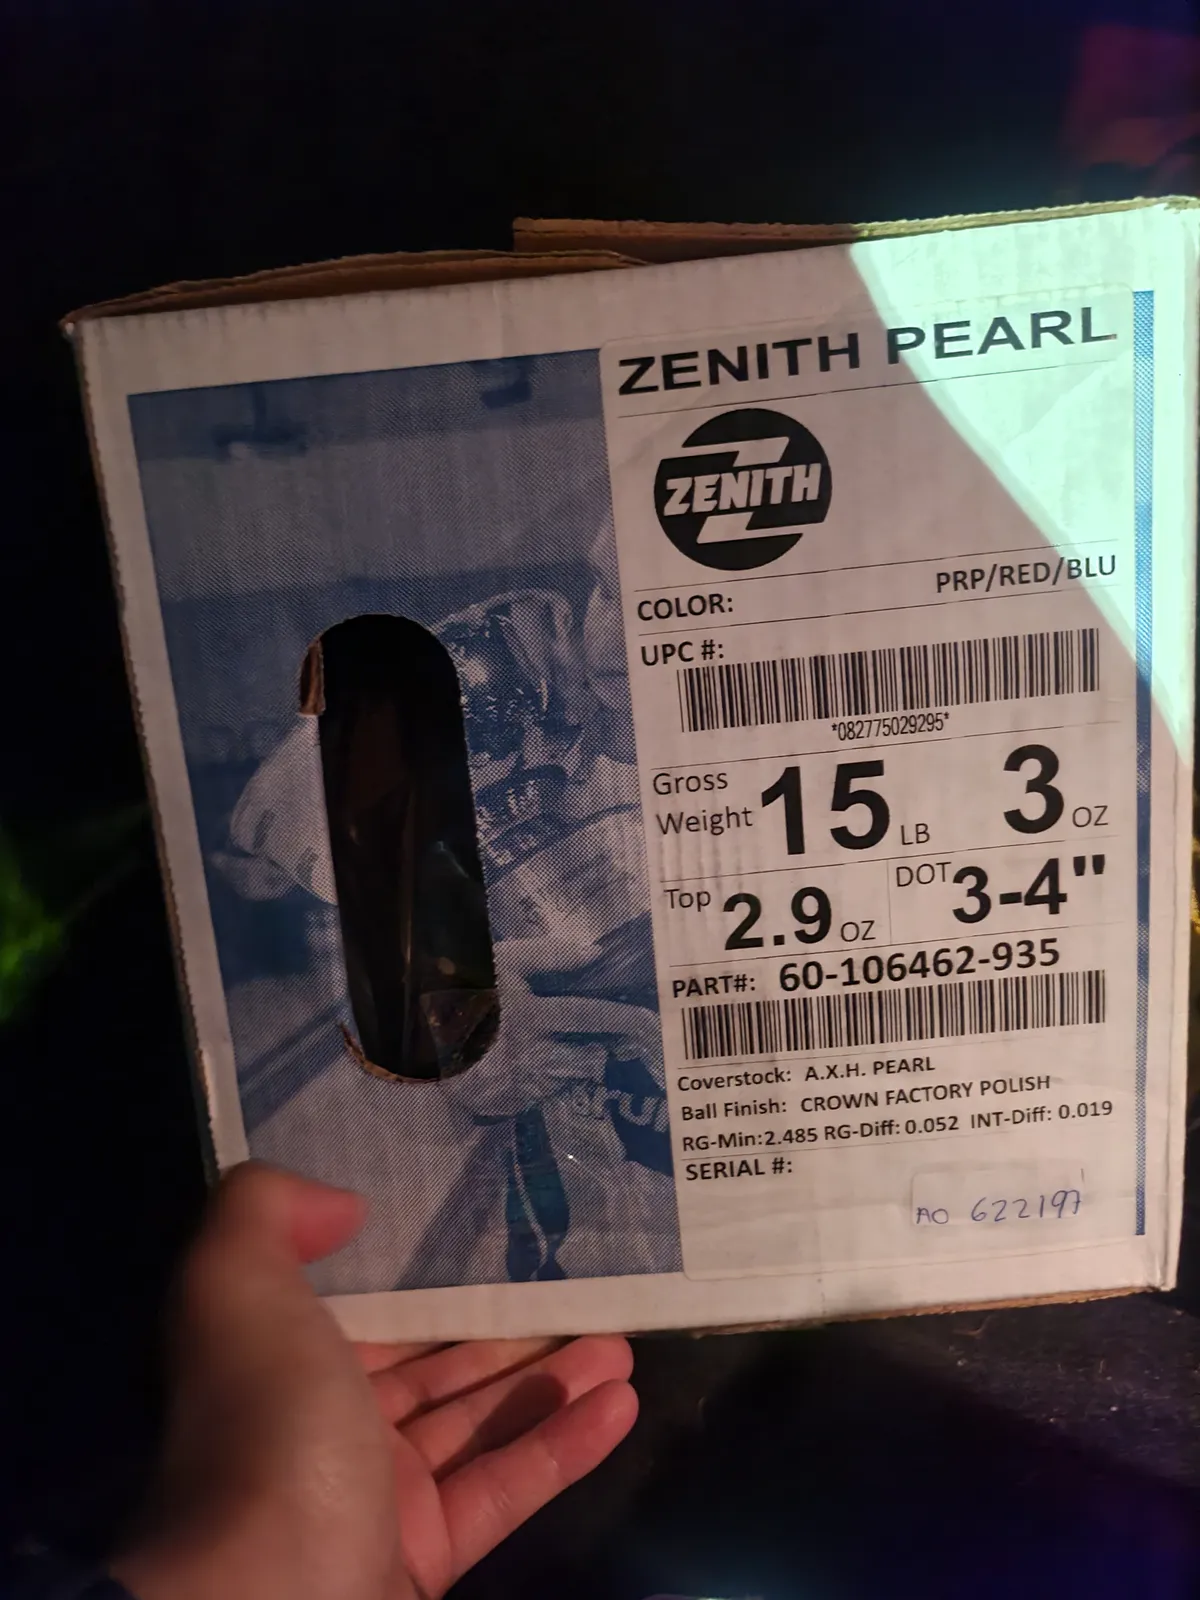 ZENITH PEARL
ZENITH
COLOR: PRP/RED/BLU
UPC #:
*082775029295*
Gross Weight 15 LB 3 OZ
Top 2.9 OZ DOT 3-4"
PART#: 60-106462-935
Coverstock: A.X.H. PEARL
Ball Finish: CROWN FACTORY POLISH
RG-Min:2.485 RG-Diff: 0.052 INT-Diff: 0.019
SERIAL #:
AO 622197